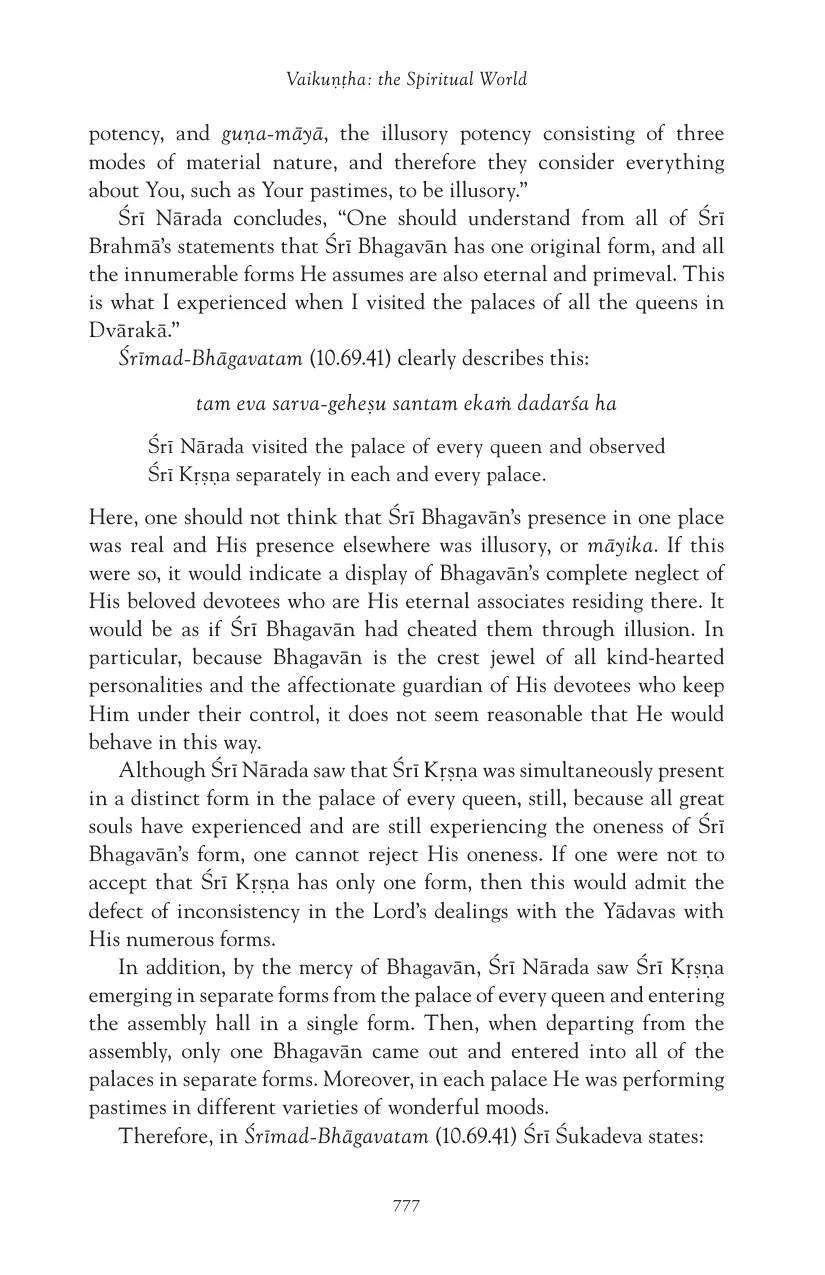 Vaikuṇṭha: the Spiritual World
potency, and guṇa-māyā, the illusory potency consisting of three
modes of material nature, and therefore they consider everything
about You, such as Your pastimes, to be illusory.”
Śrī Nārada concludes, “One should understand from all of Śrī
Brahmā’s statements that Śrī Bhagavān has one original form, and all
the innumerable forms He assumes are also eternal and primeval. This
is what I experienced when I visited the palaces of all the queens in
Dvārakā.”
Śrīmad-Bhāgavatam (10.69.41) clearly describes this:
tam eva sarva-geheṣu santam ekaṁ dadarśa ha
Śrī Nārada visited the palace of every queen and observed
Śrī Kṛṣṇa separately in each and every palace.
Here, one should not think that Śrī Bhagavān’s presence in one place
was real and His presence elsewhere was illusory, or māyika. If this
were so, it would indicate a display of Bhagavān’s complete neglect of
His beloved devotees who are His eternal associates residing there. It
would be as if Śrī Bhagavān had cheated them through illusion. In
particular, because Bhagavān is the crest jewel of all kind-hearted
personalities and the affectionate guardian of His devotees who keep
Him under their control, it does not seem reasonable that He would
behave in this way.
Although Śrī Nārada saw that Śrī Kṛṣṇa was simultaneously present
in a distinct form in the palace of every queen, still, because all great
souls have experienced and are still experiencing the oneness of Śrī
Bhagavān’s form, one cannot reject His oneness. If one were not to
accept that Śrī Kṛṣṇa has only one form, then this would admit the
defect of inconsistency in the Lord’s dealings with the Yādavas with
His numerous forms.
In addition, by the mercy of Bhagavān, Śrī Nārada saw Śrī Kṛṣṇa
emerging in separate forms from the palace of every queen and entering
the assembly hall in a single form. Then, when departing from the
assembly, only one Bhagavān came out and entered into all of the
palaces in separate forms. Moreover, in each palace He was performing
pastimes in different varieties of wonderful moods.
Therefore, in Śrīmad-Bhāgavatam (10.69.41) Śrī Śukadeva states:
777